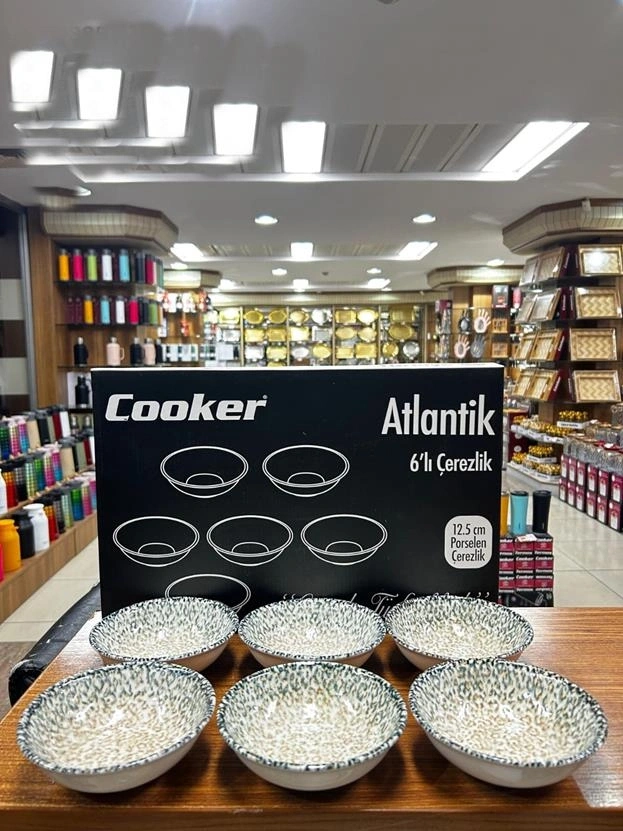 Cooker®
Atlantik
6'lı Çerezlik
12.5 cm
Porselen
Çerezlik